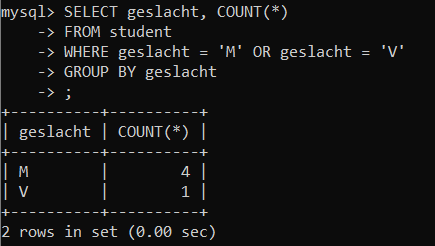 mysql> SELECT geslacht, COUNT(*)
    -> FROM student
    -> WHERE geslacht = 'M' OR geslacht = 'V'
    -> GROUP BY geslacht
    -> ;
+----------+----------+
| geslacht | COUNT(*) |
+----------+----------+
| M        |        4 |
| V        |        1 |
+----------+----------+
2 rows in set (0.00 sec)